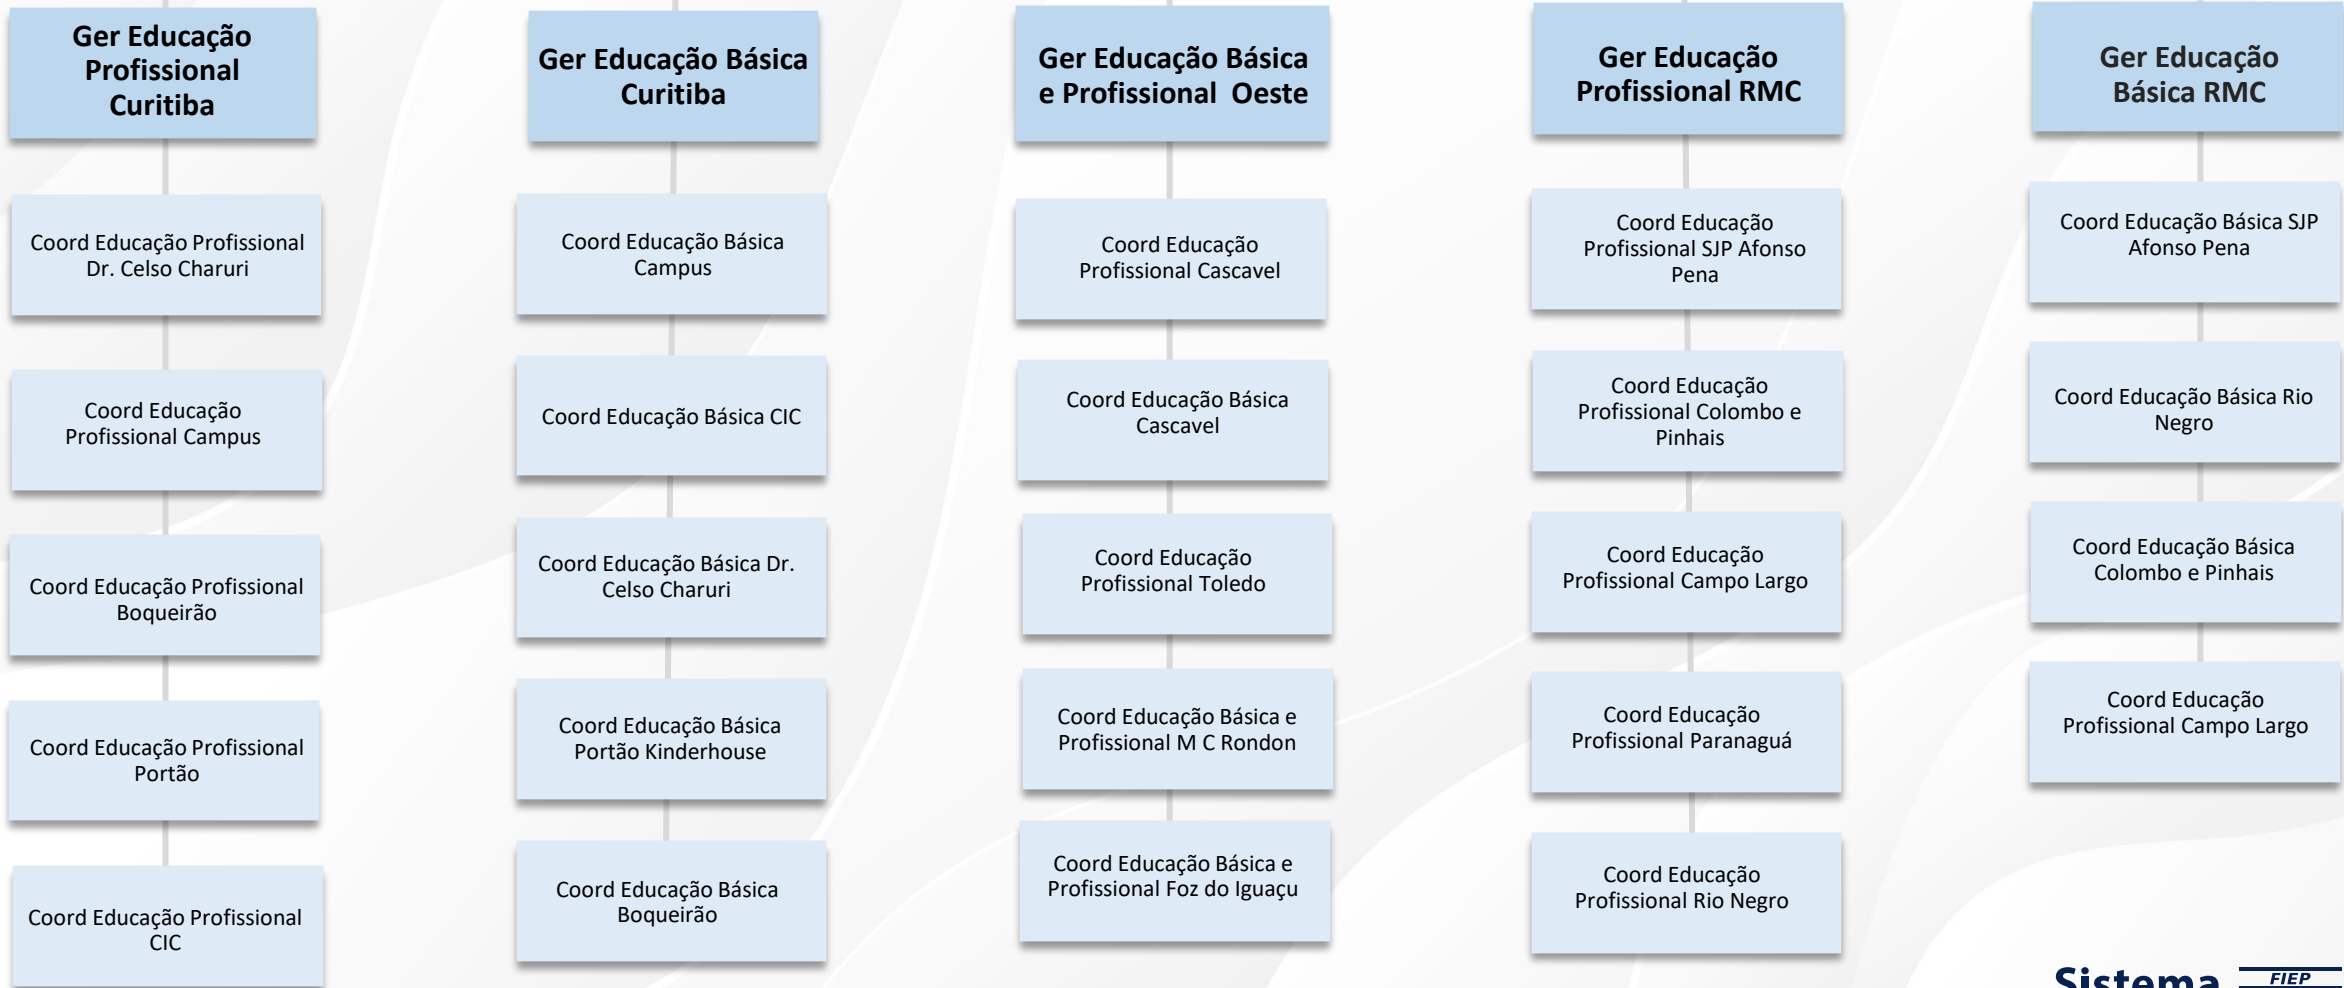 Ger Educação
Profissional
Curitiba
Coord Educação Profissional
Dr. Celso Charuri
Coord Educação
Profissional Campus
Coord Educação Profissional
Boqueirão
Coord Educação Profissional
Portão
Coord Educação Profissional
CIC
Ger Educação Básica
Curitiba
Coord Educação Básica
Campus
Coord Educação Básica CIC
Coord Educação Básica Dr.
Celso Charuri
Coord Educação Básica
Portão Kinderhouse
Coord Educação Básica
Boqueirão
Ger Educação Básica
e Profissional Oeste
Coord Educação
Profissional Cascavel
Coord Educação Básica
Cascavel
Coord Educação
Profissional Toledo
Coord Educação Básica e
Profissional M C Rondon
Coord Educação Básica e
Profissional Foz do Iguaçu
Ger Educação
Profissional RMC
Coord Educação
Profissional SJP Afonso
Pena
Coord Educação
Profissional Colombo e
Pinhais
Coord Educação
Profissional Campo Largo
Coord Educação
Profissional Paranaguá
Coord Educação
Profissional Rio Negro
Ger Educação
Básica RMC
Coord Educação Básica SJP
Afonso Pena
Coord Educação Básica Rio
Negro
Coord Educação Básica
Colombo e Pinhais
Coord Educação
Profissional Campo Largo
Sistema FIEP